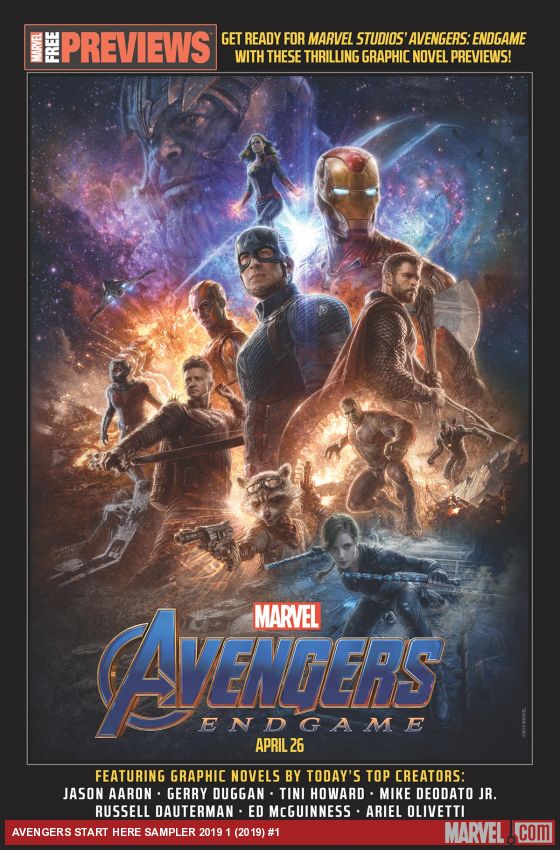 MARVEL FREE PREVIEWS
GET READY FOR MARVEL STUDIOS' AVENGERS: ENDGAME
WITH THESE THRILLING GRAPHIC NOVEL PREVIEWS!
MARVEL
AVENGERS
ENDGAME
APRIL 26
©2019 MARVEL
FEATURING GRAPHIC NOVELS BY TODAY'S TOP CREATORS:
JASON AARON • GERRY DUGGAN • TINI HOWARD • MIKE DEODATO JR.
RUSSELL DAUTERMAN • ED McGUINNESS • ARIEL OLIVETTI
AVENGERS START HERE SAMPLER 2019 1 (2019) #1
MARVEL.com